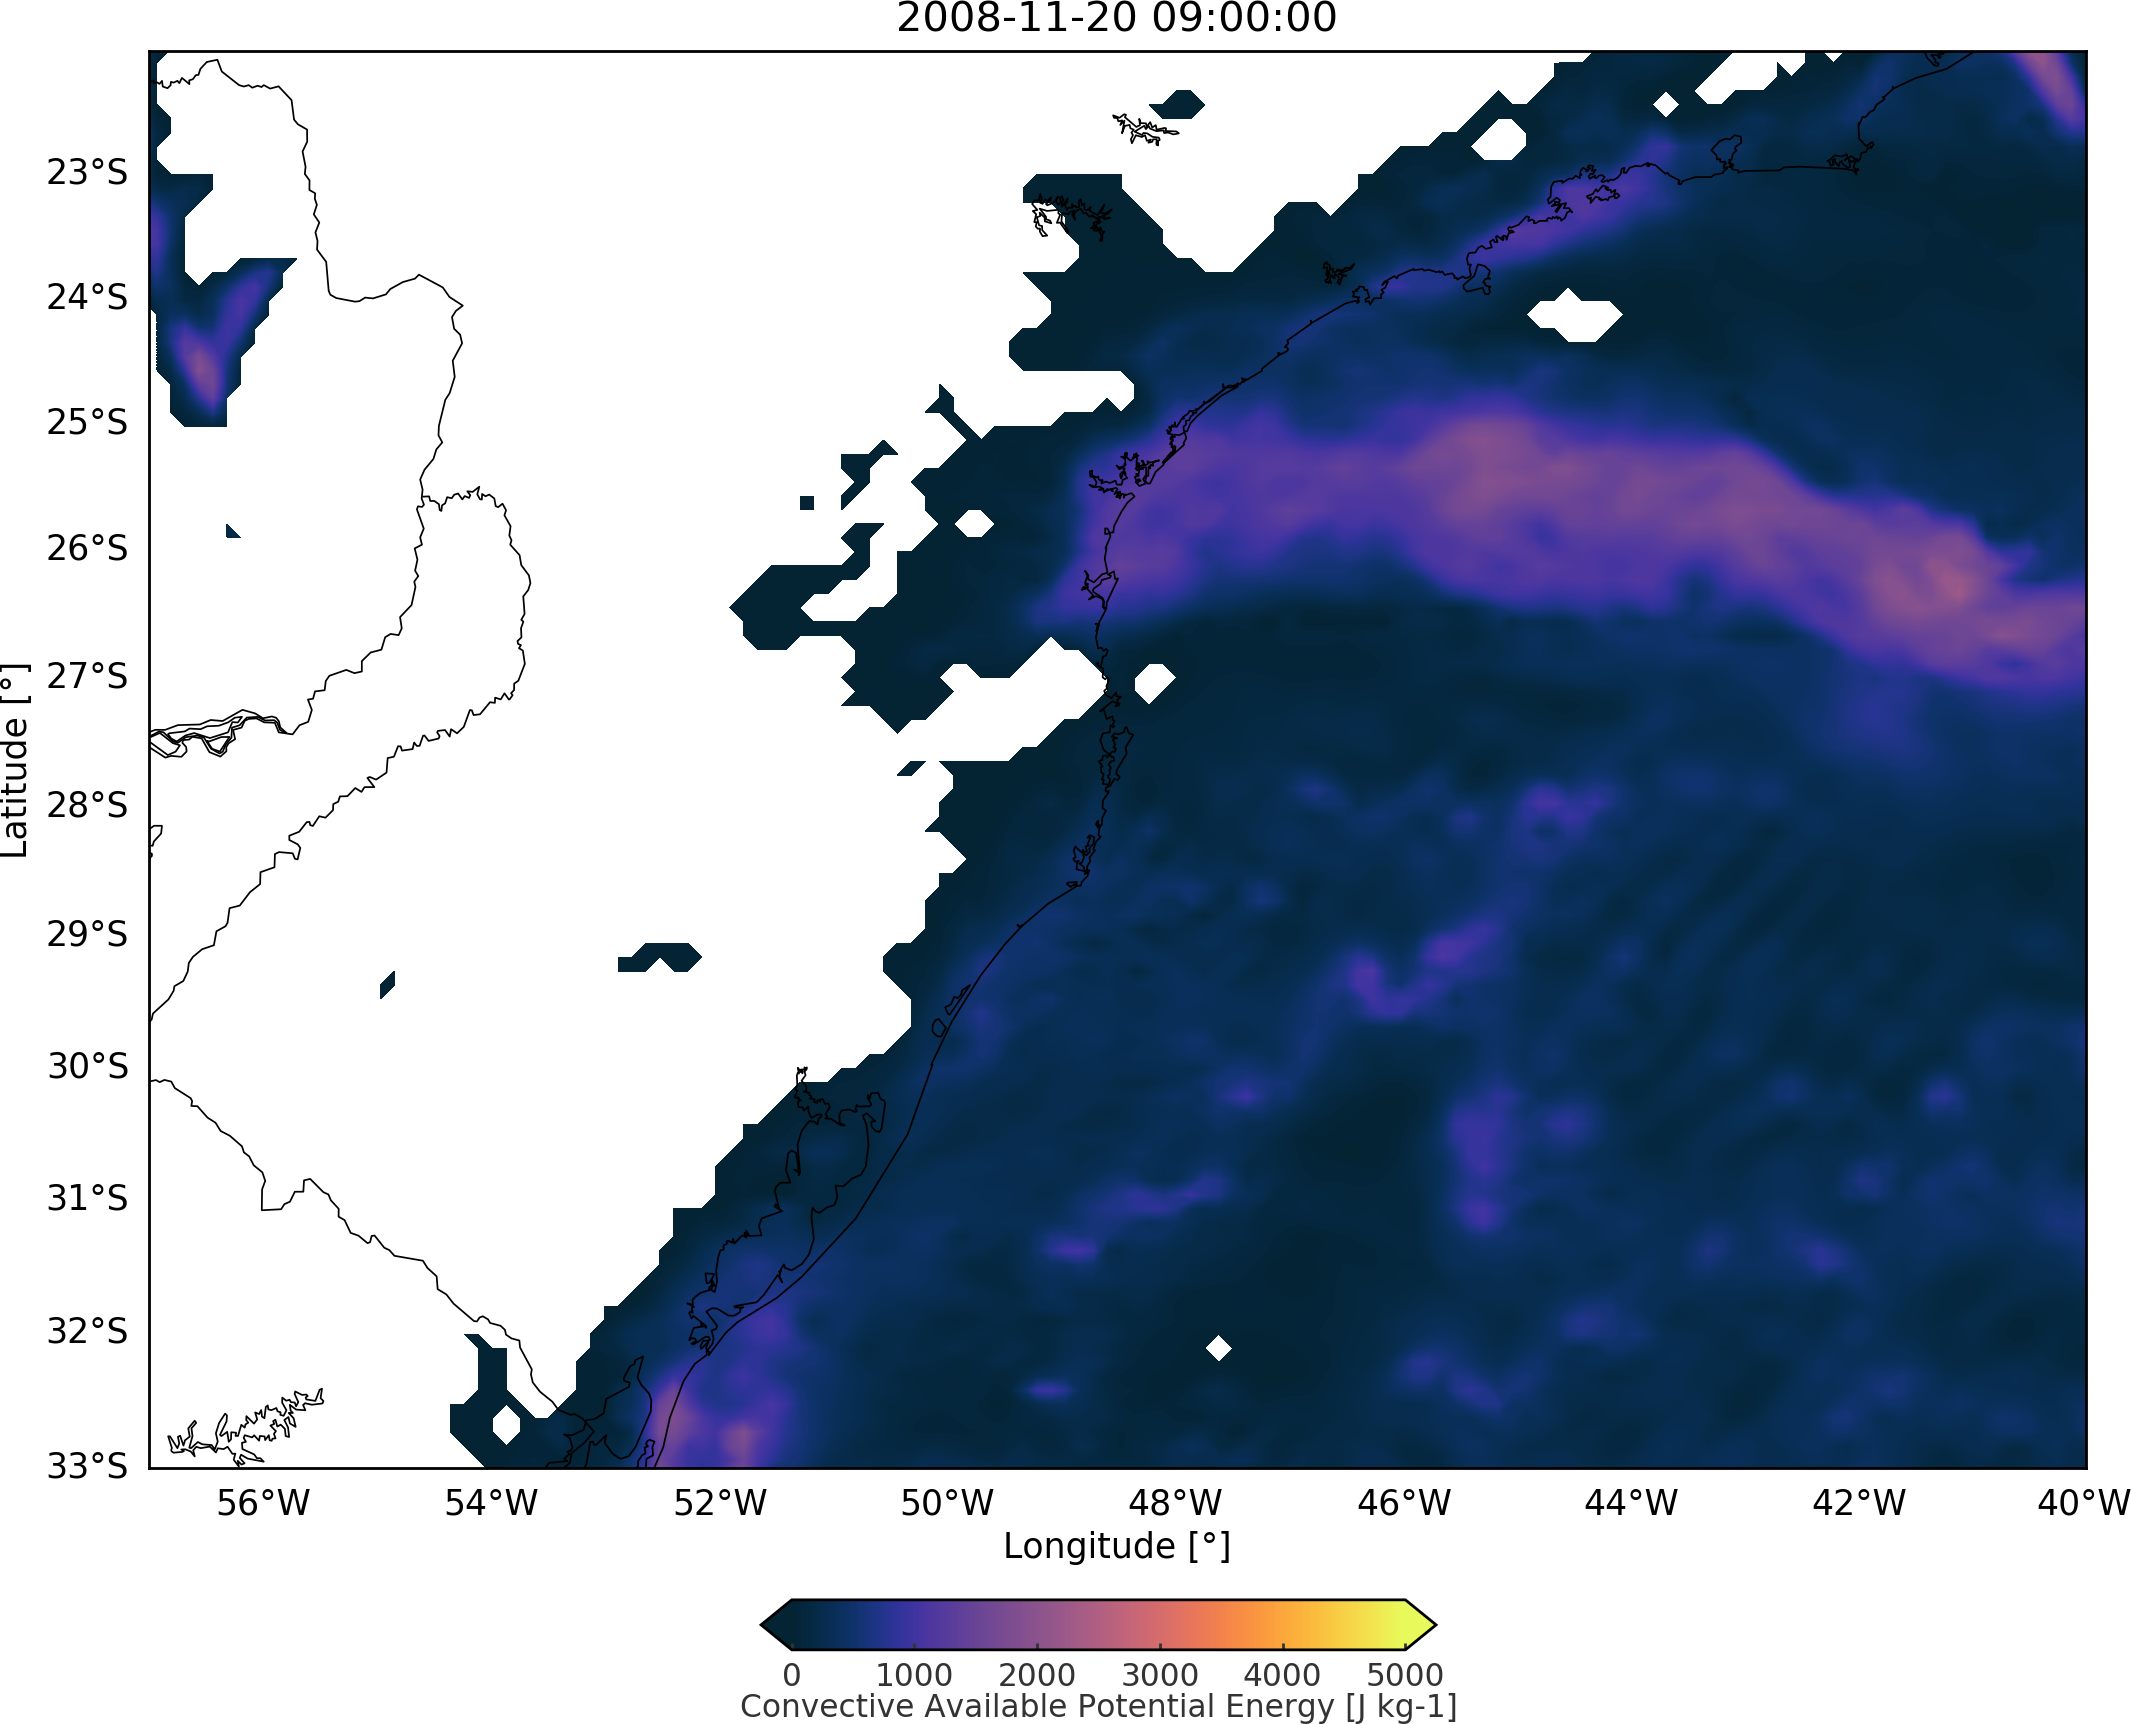 2008-11-20 09:00:00
23°S
24°S
25°S
26°S
27°S
28°S
29°S
30°S
31°S
32°S
33°S
Latitude [°]
56°W 54°W 52°W 50°W 48°W 46°W 44°W 42°W 40°W
Longitude [°]
0 1000 2000 3000 4000 5000
Convective Available Potential Energy [J kg-1]